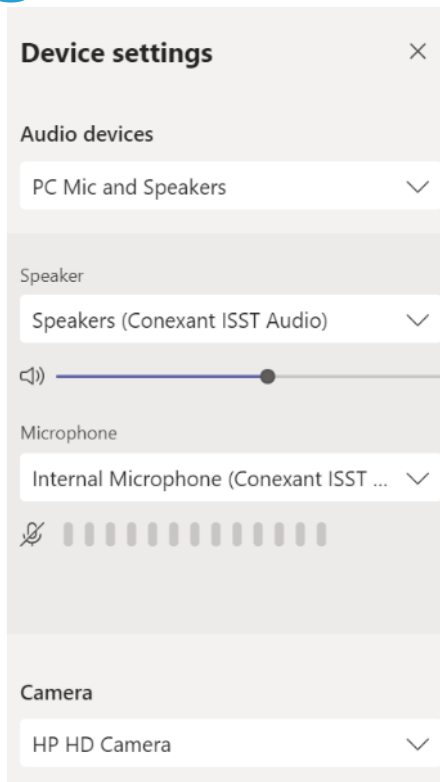 Device settings
Audio devices
PC Mic and Speakers
Speaker
Speakers (Conexant ISST Audio)
Microphone
Internal Microphone (Conexant ISST ...
Camera
HP HD Camera